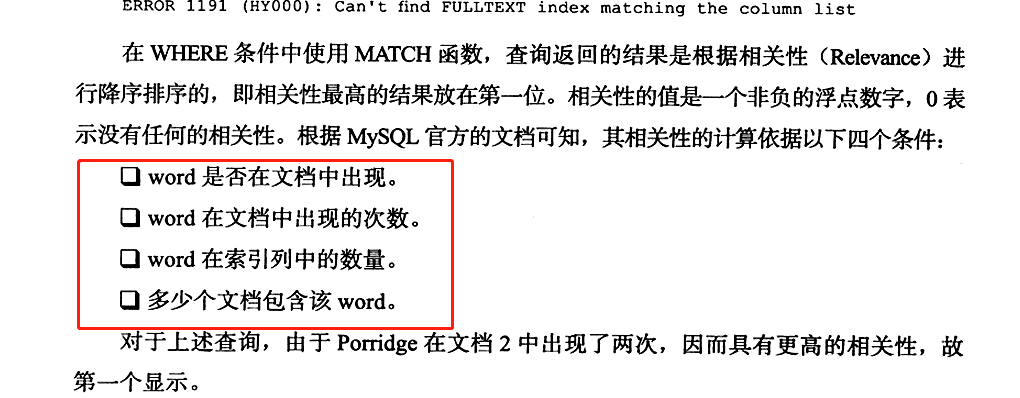 ERROR 1191 (HY000): Can't find FULLTEXT index matching the column list
在 WHERE 条件中使用 MATCH 函数，查询返回的结果是根据相关性（Relevance）进
行降序排序的，即相关性最高的结果放在第一位。相关性的值是一个非负的浮点数字，0 表
示没有任何的相关性。根据 MySQL 官方的文档可知，其相关性的计算依据以下四个条件：
❑ word 是否在文档中出现。
❑ word 在文档中出现的次数。
❑ word 在索引列中的数量。
❑ 多少个文档包含该 word。
对于上述查询，由于 Porridge 在文档 2 中出现了两次，因而具有更高的相关性，故
第一个显示。